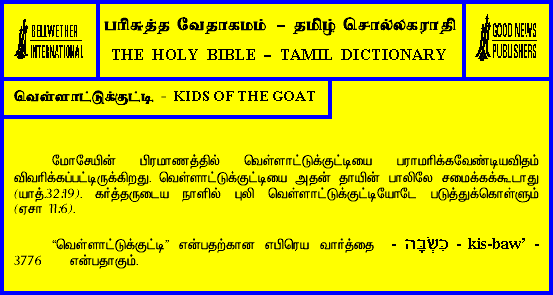 BELLWETHER
INTERNATIONAL
பரிசுத்த வேதாகமம் – தமிழ் சொல்லகராதி
THE HOLY BIBLE – TAMIL DICTIONARY
GOOD NEWS
PUBLISHERS
வெள்ளாட்டுக்குட்டி - KIDS OF THE GOAT
மோசேயின் பிரமாணத்தில் வெள்ளாட்டுக்குட்டியை பராமரிக்கவேண்டியவிதம்
விவரிக்கப்பட்டிருக்கிறது. வெள்ளாட்டுக்குட்டியை அதன் தாயின் பாலிலே சமைக்கக்கூடாது
(யாத்.32:19). கர்த்தருடைய நாளில் புலி வெள்ளாட்டுக்குட்டியோடே படுத்துக்கொள்ளும்
(ஏசா 11:6).
“வெள்ளாட்டுக்குட்டி” என்பதற்கான எபிரெய வார்த்தை - כִּשְׂבָּה - kis-baw’ -
3776 என்பதாகும்.